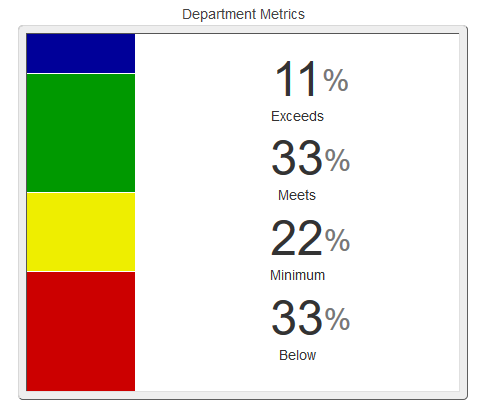 Department Metrics
11%
Exceeds
33%
Meets
22%
Minimum
33%
Below